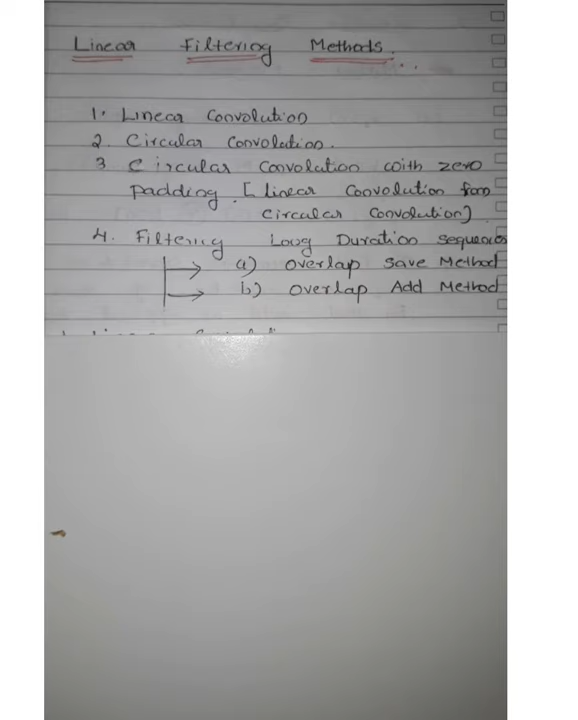 Linear Filtering Methods.
1. Linear Convolution
2. Circular Convolution.
3 Circular Convolution with zero
padding. [linear Convolution from
circular Convolution]
4. Filtering Long Duration sequences
a) overlap save Method
b) overlap Add Method